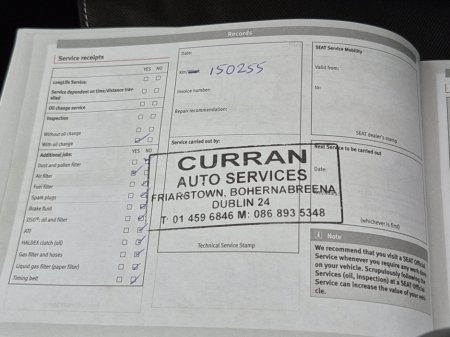 Records
Service receipts
YES NO
LongLife Service:
Service dependent on time/distance travelled
Oil change service
Inspection
Without oil change
With oil change
Additional jobs: YES NO
Dust and pollen filter
Air filter
Fuel filter
Spark plugs
Brake fluid
DSG®: oil and filter
ATF
HALDEX clutch (oil)
Gas filter and hoses
Liquid gas filter (paper filter)
Timing belt
Date:
km/ 150255
Invoice number:
Repair recommendation:
Service carried out by:
CURRAN
AUTO SERVICES
FRIARSTOWN, BOHERNABREENA
DUBLIN 24
T: 01 459 6846 M: 086 893 5348
Technical Service Stamp
SEAT Service Mobility
Valid from:
to:
SEAT dealer's stamp
Next Service to be carried out
Date:
(whichever is first)
i Note
We recommend that you visit a SEAT Official
Service whenever you require any work done
on your vehicle. Scrupulously following the
Services (oil, inspection) at a SEAT Official
Service can increase the value of your vehi-
cle.